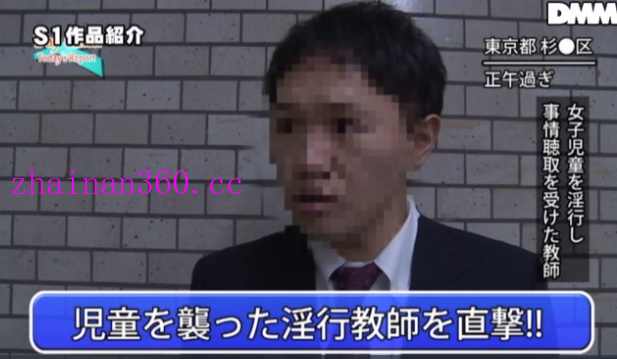 S1作品紹介
Today's Report
DMM
東京都 杉●区
正午過ぎ
女子児童を淫行し
事情聴取を受けた教師
zhainan360.cc
児童を襲った淫行教師を直撃!!